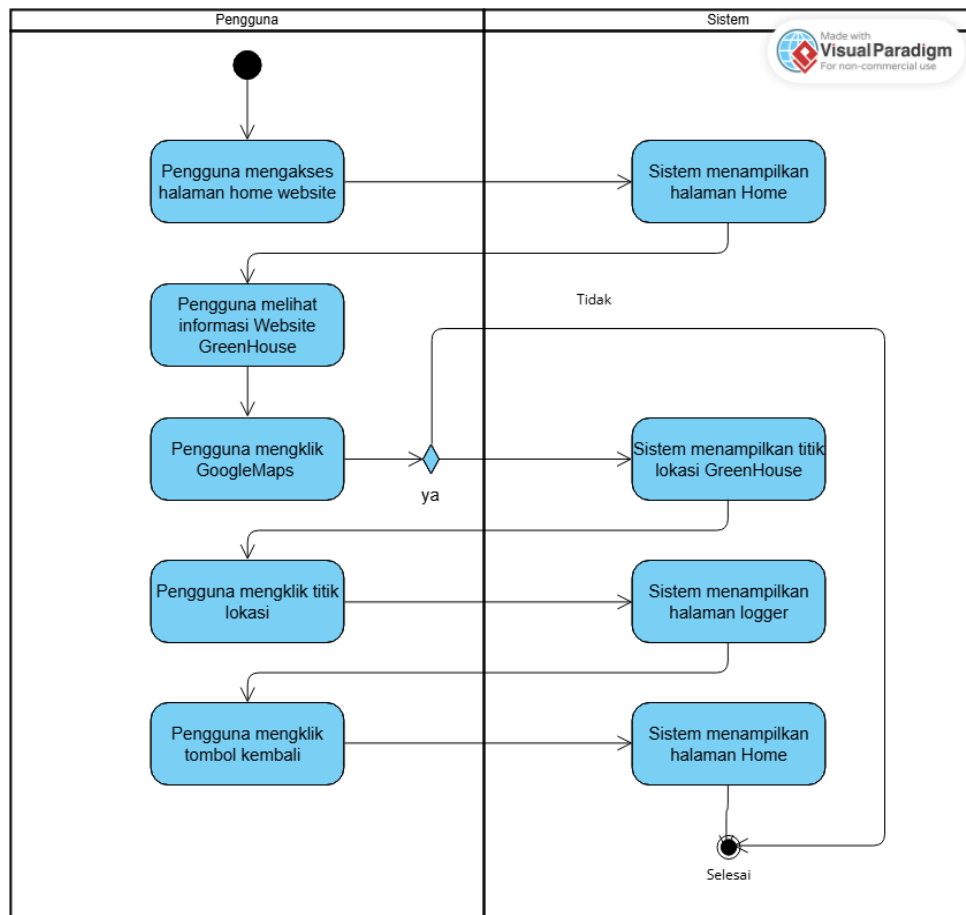 Pengguna
Sistem
Made with
Visual Paradigm
For non-commercial use
Pengguna mengakses
halaman home website
Sistem menampilkan
halaman Home
Pengguna melihat
informasi Website
GreenHouse
Tidak
Pengguna mengklik
GoogleMaps
ya
Sistem menampilkan titik
lokasi GreenHouse
Pengguna mengklik titik
lokasi
Sistem menampilkan
halaman logger
Pengguna mengklik
tombol kembali
Sistem menampilkan
halaman Home
Selesai